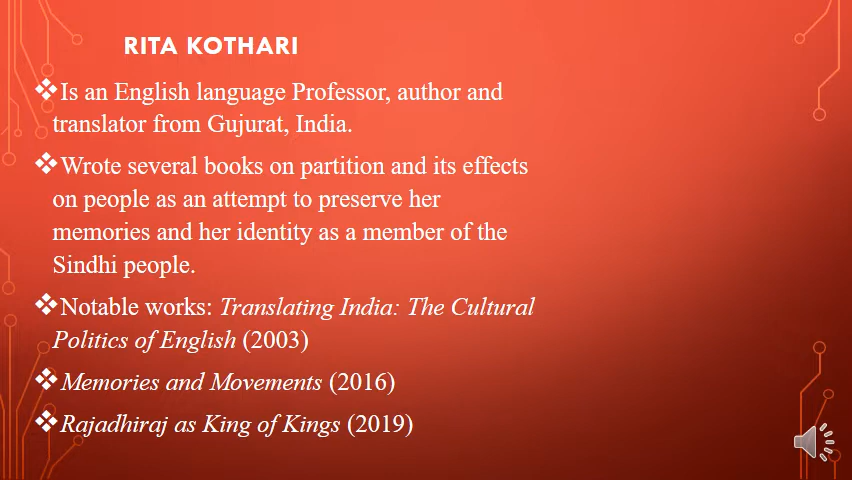 RITA KOTHARI
❖Is an English language Professor, author and
translator from Gujurat, India.
❖Wrote several books on partition and its effects
on people as an attempt to preserve her
memories and her identity as a member of the
Sindhi people.
❖Notable works: Translating India: The Cultural
Politics of English (2003)
❖Memories and Movements (2016)
❖Rajadhiraj as King of Kings (2019)